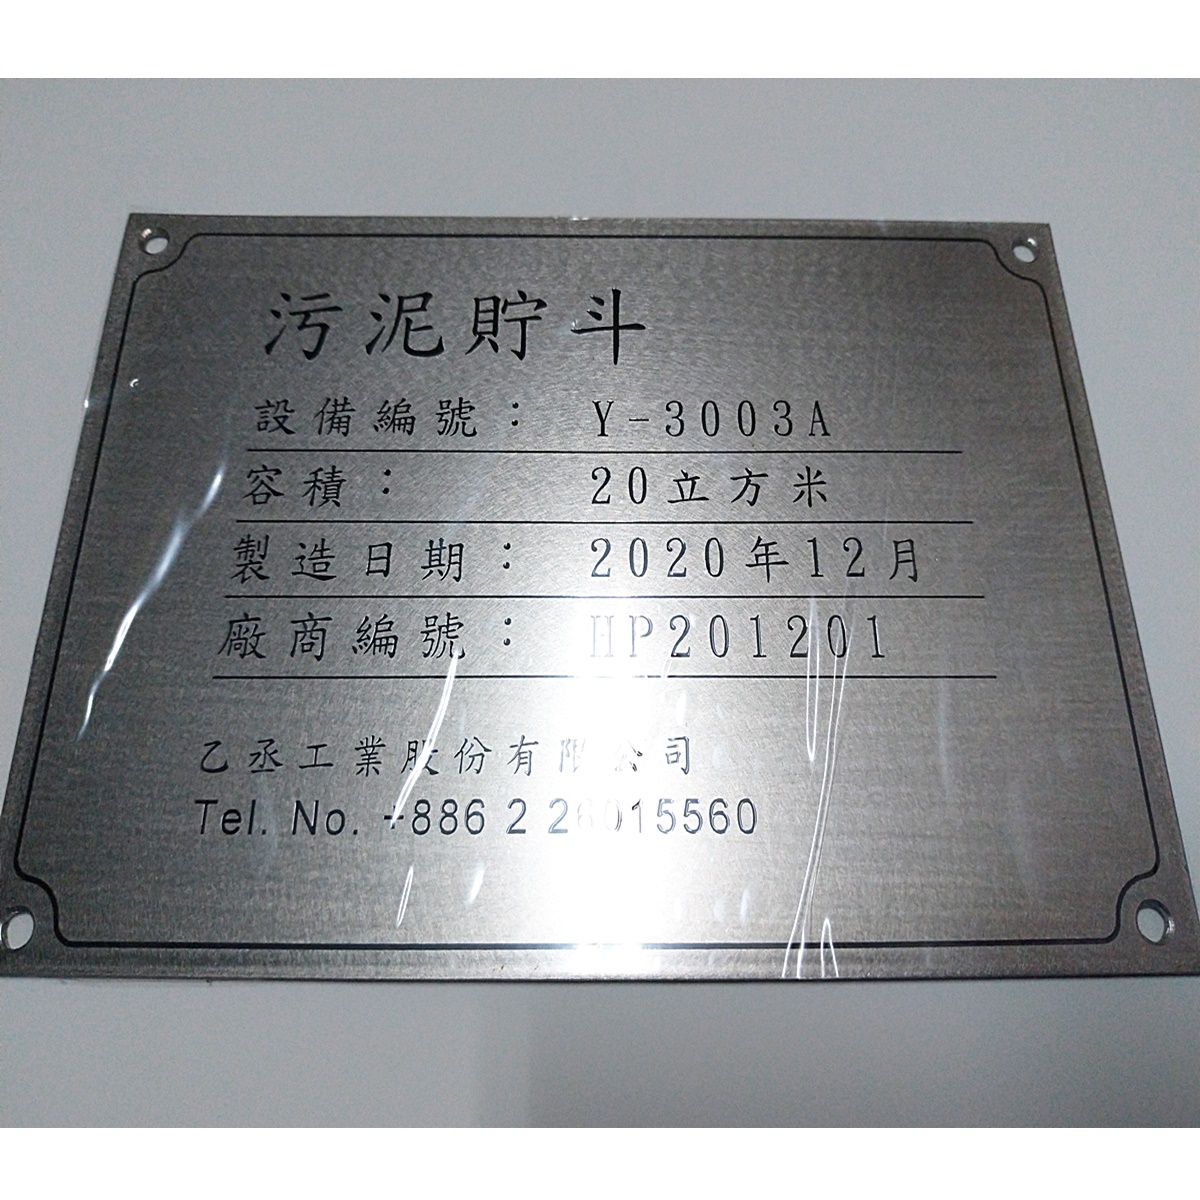 污泥貯斗
設備編號： Y-3003A
容積： 20立方米
製造日期： 2020年12月
廠商編號： HP201201
乙丞工業股份有限公司
Tel. No. +886 2 26015560